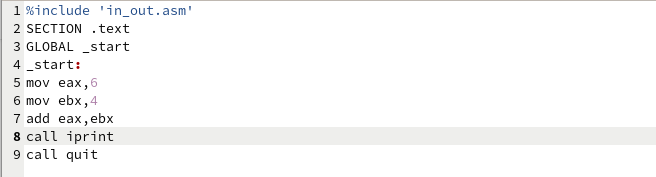 1 %include 'in_out.asm'
2 SECTION .text
3 GLOBAL _start
4 _start:
5 mov eax,6
6 mov ebx,4
7 add eax,ebx
8 call iprint
9 call quit